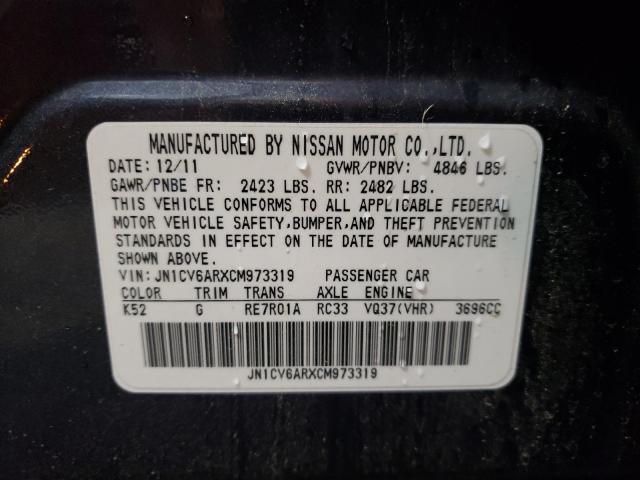 MANUFACTURED BY NISSAN MOTOR CO.,LTD.
DATE: 12/11 GVWR/PNBV: 4846 LBS.
GAWR/PNBE FR: 2423 LBS. RR: 2482 LBS.
THIS VEHICLE CONFORMS TO ALL APPLICABLE FEDERAL
MOTOR VEHICLE SAFETY,BUMPER,AND THEFT PREVENTION
STANDARDS IN EFFECT ON THE DATE OF MANUFACTURE
SHOWN ABOVE.
VIN: JN1CV6ARXCM973319 PASSENGER CAR
COLOR TRIM TRANS AXLE ENGINE
K52 G RE7R01A RC33 VQ37(VHR) 3696CC
JN1CV6ARXCM973319